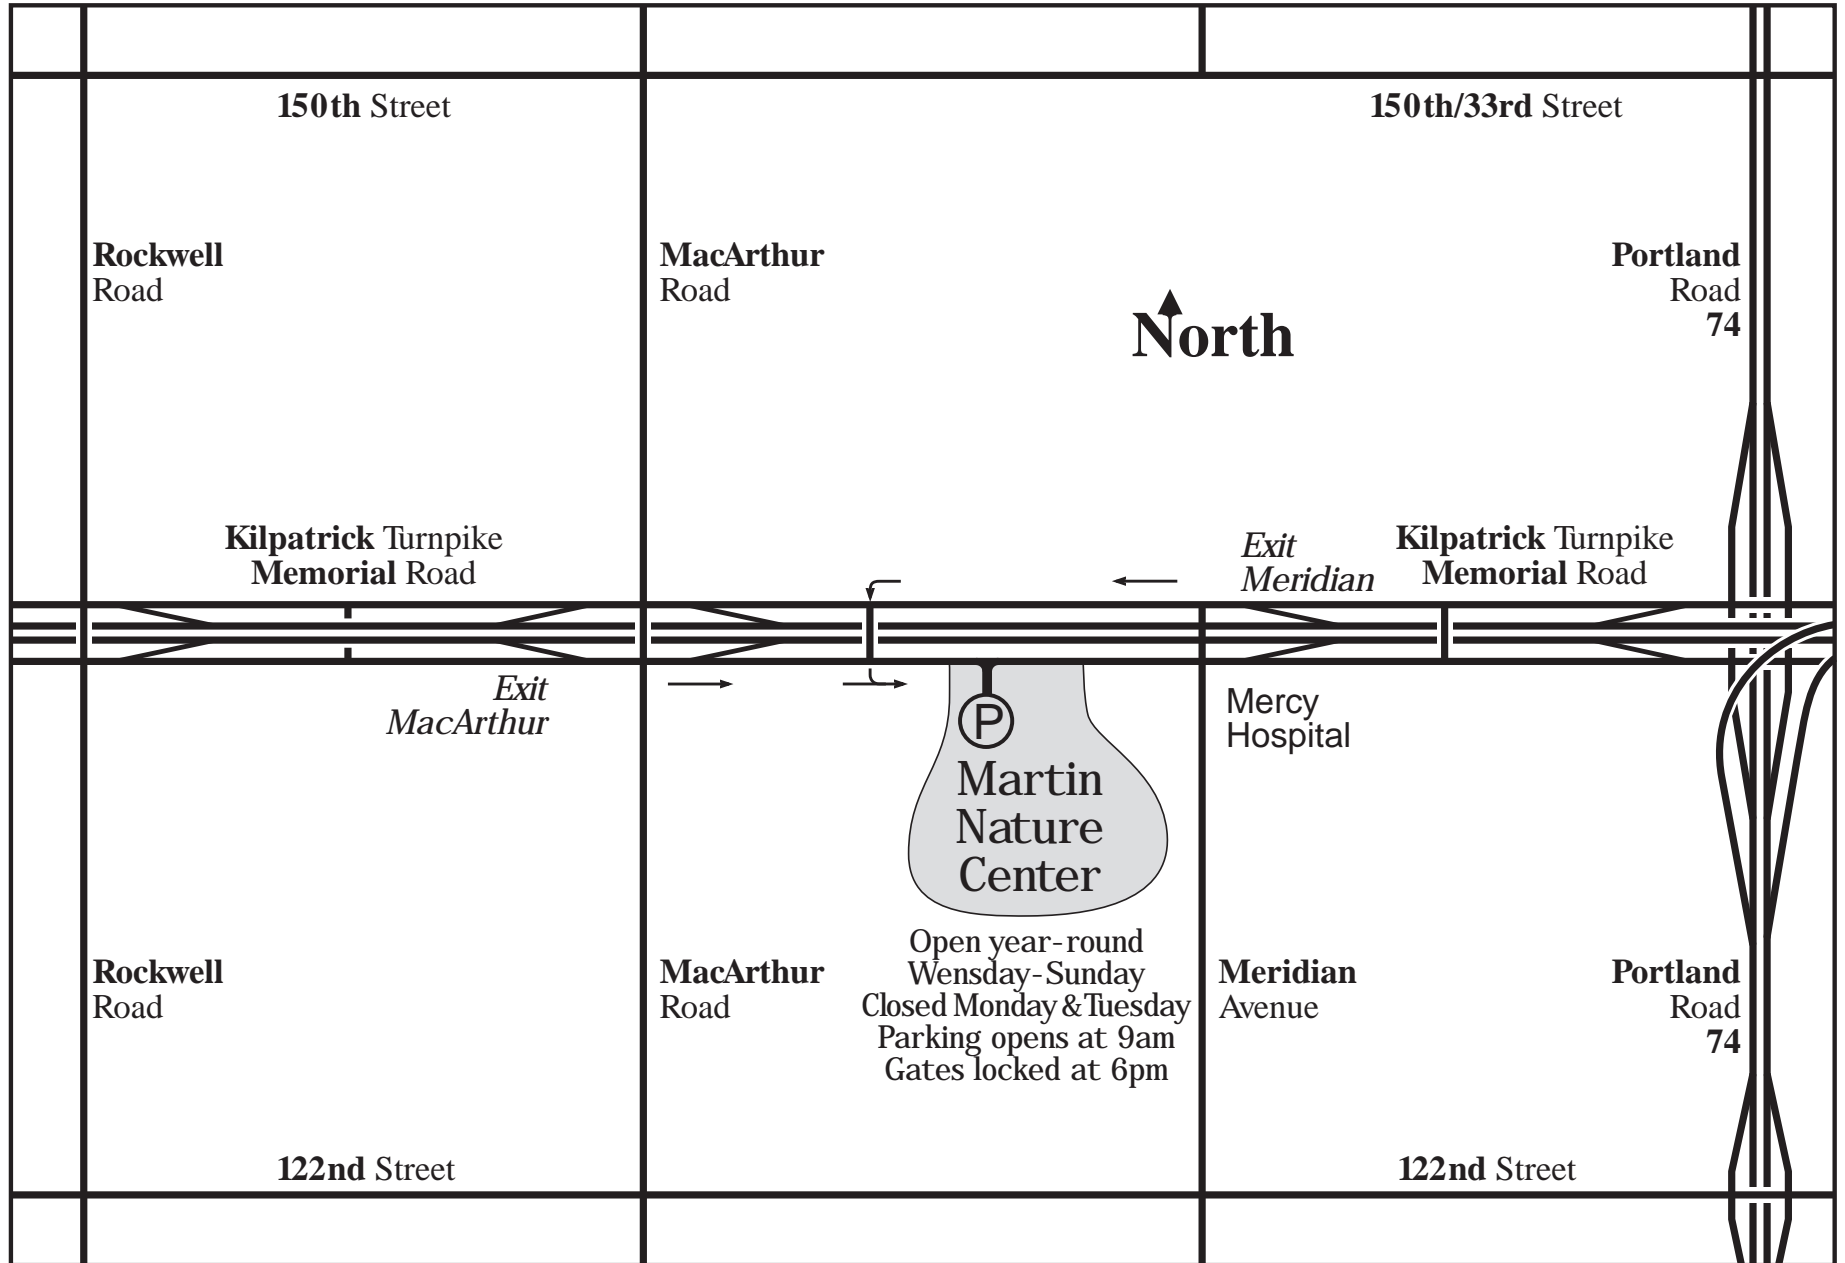 150th Street
150th/33rd Street
Rockwell
Road
MacArthur
Road
North
Portland
Road
74
Kilpatrick Turnpike
Memorial Road
Exit
Meridian
Kilpatrick Turnpike
Memorial Road
Exit
MacArthur
P
Martin
Nature
Center
Mercy
Hospital
Open year-round
Wensday-Sunday
Closed Monday & Tuesday
Parking opens at 9am
Gates locked at 6pm
Rockwell
Road
MacArthur
Road
Meridian
Avenue
Portland
Road
74
122nd Street
122nd Street